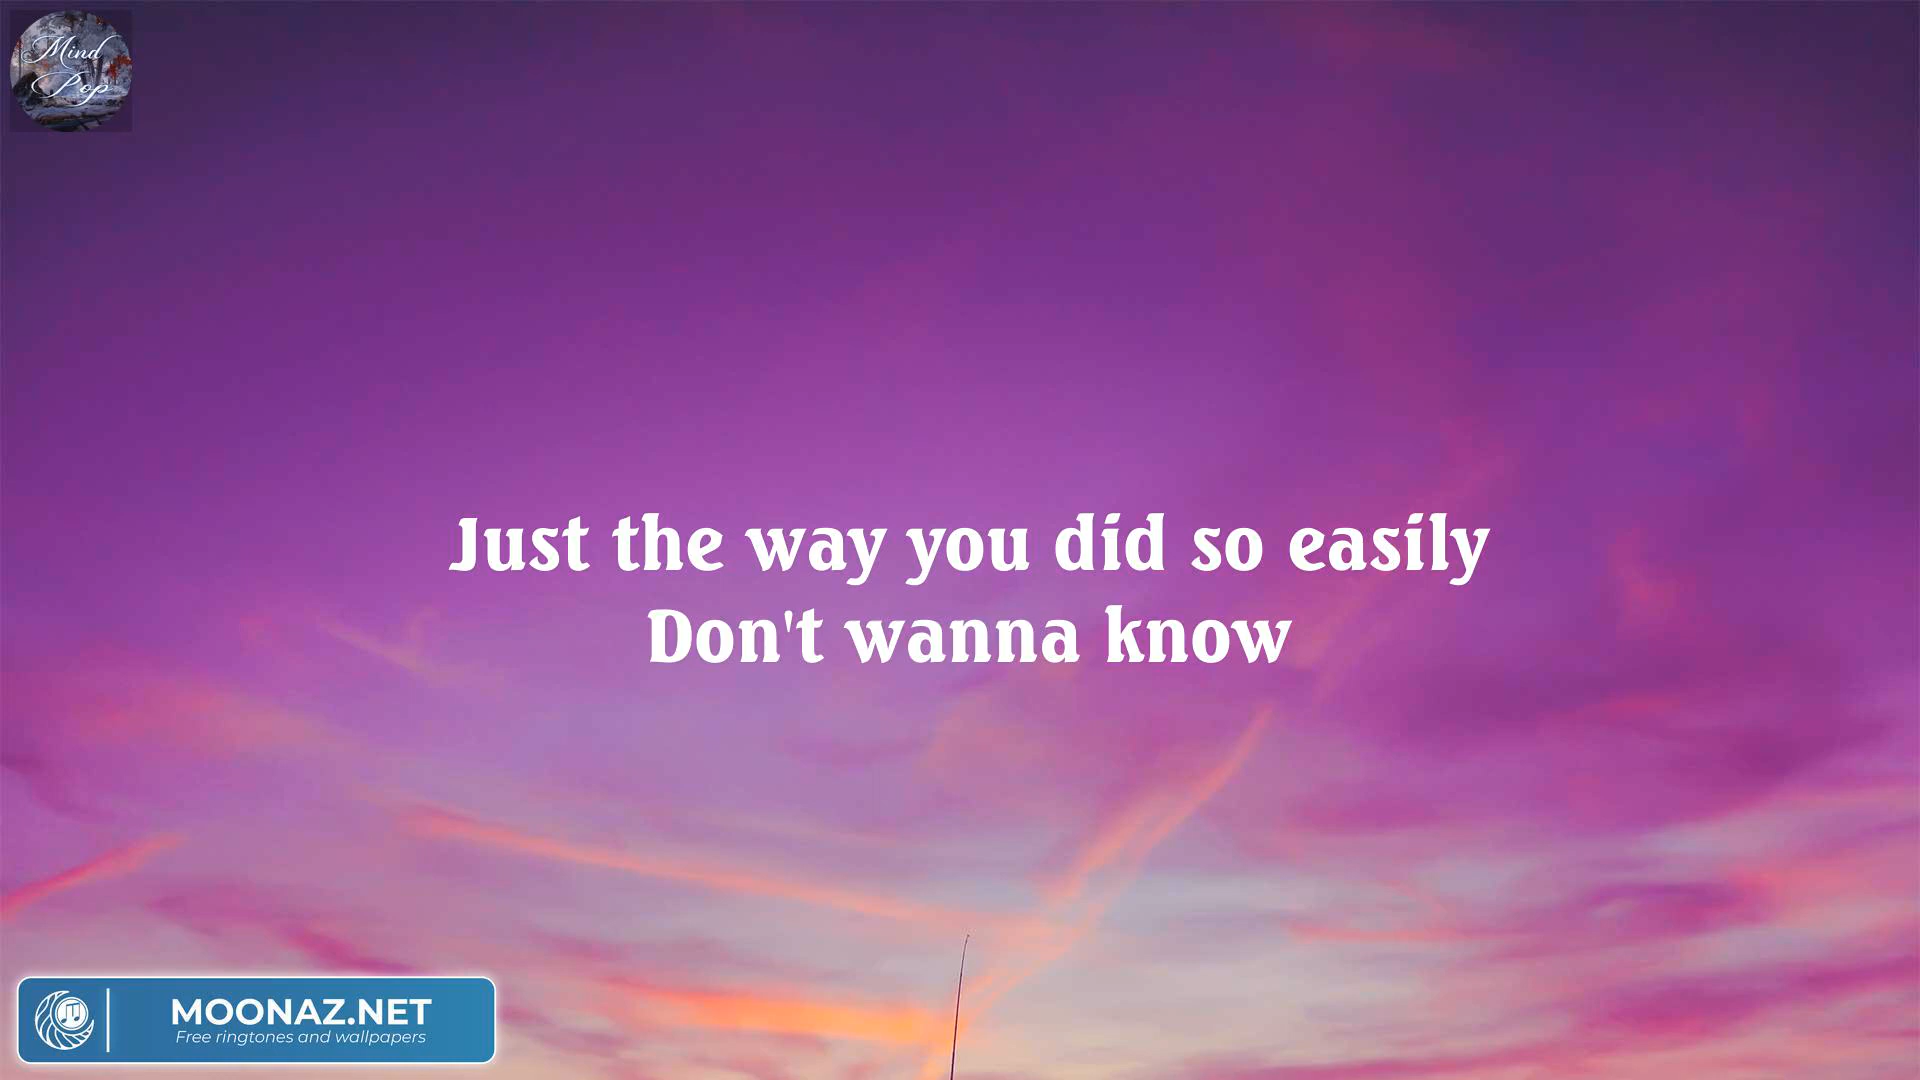 Mind
Pop
Just the way you did so easily
Don't wanna know
MOONAZ.NET
Free ringtones and wallpapers